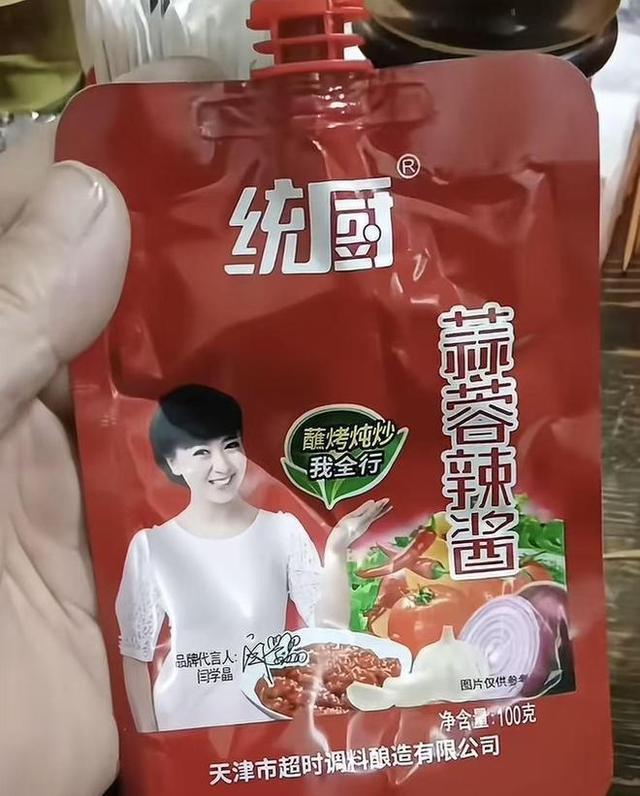 统厨®
蒜蓉辣酱
蘸烤炖炒
我全行
品牌代言人:
闫学晶
图片仅供参考
净含量:100克
天津市超时调料酿造有限公司